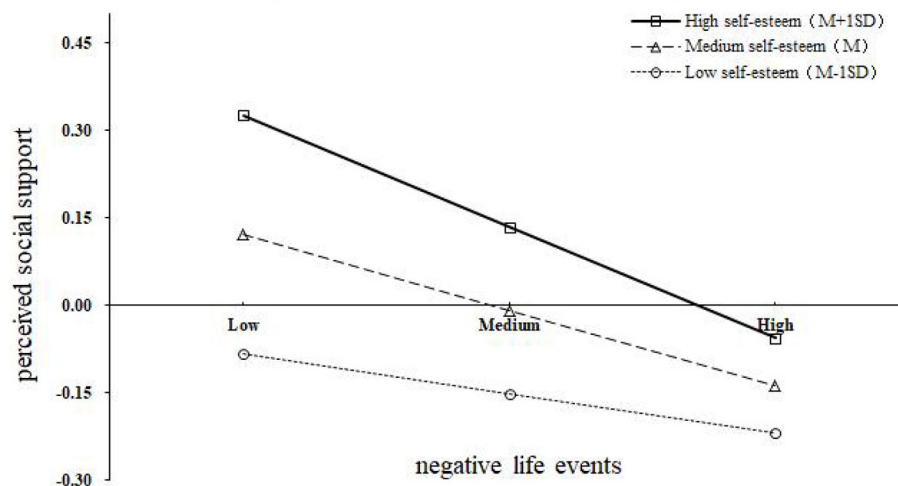 High self-esteem（M+1SD）
Medium self-esteem（M）
Low self-esteem（M-1SD）
0.45
0.30
0.15
0.00
-0.15
-0.30
perceived social support
Low
Medium
High
negative life events